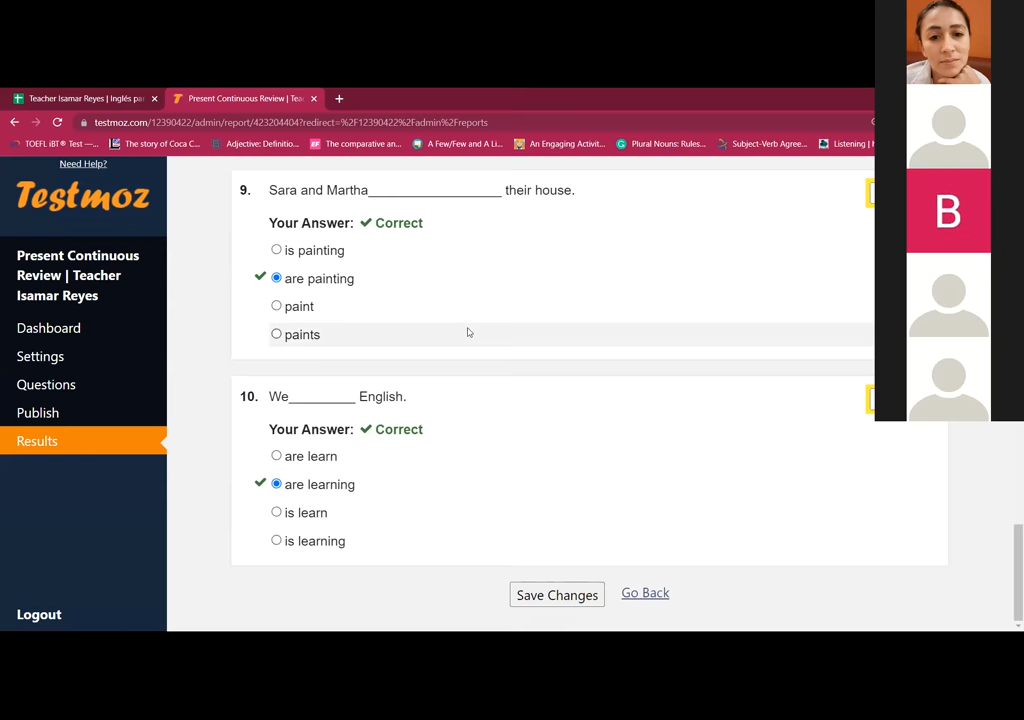 Teacher Isamar Reyes | Inglés pa
Present Continuous Review | Tea
testmoz.com/12390422/admin/report/423204404?redirect=%2F12390422%2Fadmin%2Freports
TOEFL iBT® Test —...
The story of Coca C...
Adjective: Definitio...
The comparative an...
A Few/Few and A Li...
An Engaging Activit...
Plural Nouns: Rules...
Subject-Verb Agree...
Listening |
Need Help?
Testmoz
Present Continuous
Review | Teacher
Isamar Reyes
Dashboard
Settings
Questions
Publish
Results
Logout
9. Sara and Martha__________________ their house.
Your Answer: ✔ Correct
is painting
are painting
paint
paints
10. We_________ English.
Your Answer: ✔ Correct
are learn
are learning
is learn
is learning
Save Changes
Go Back
B